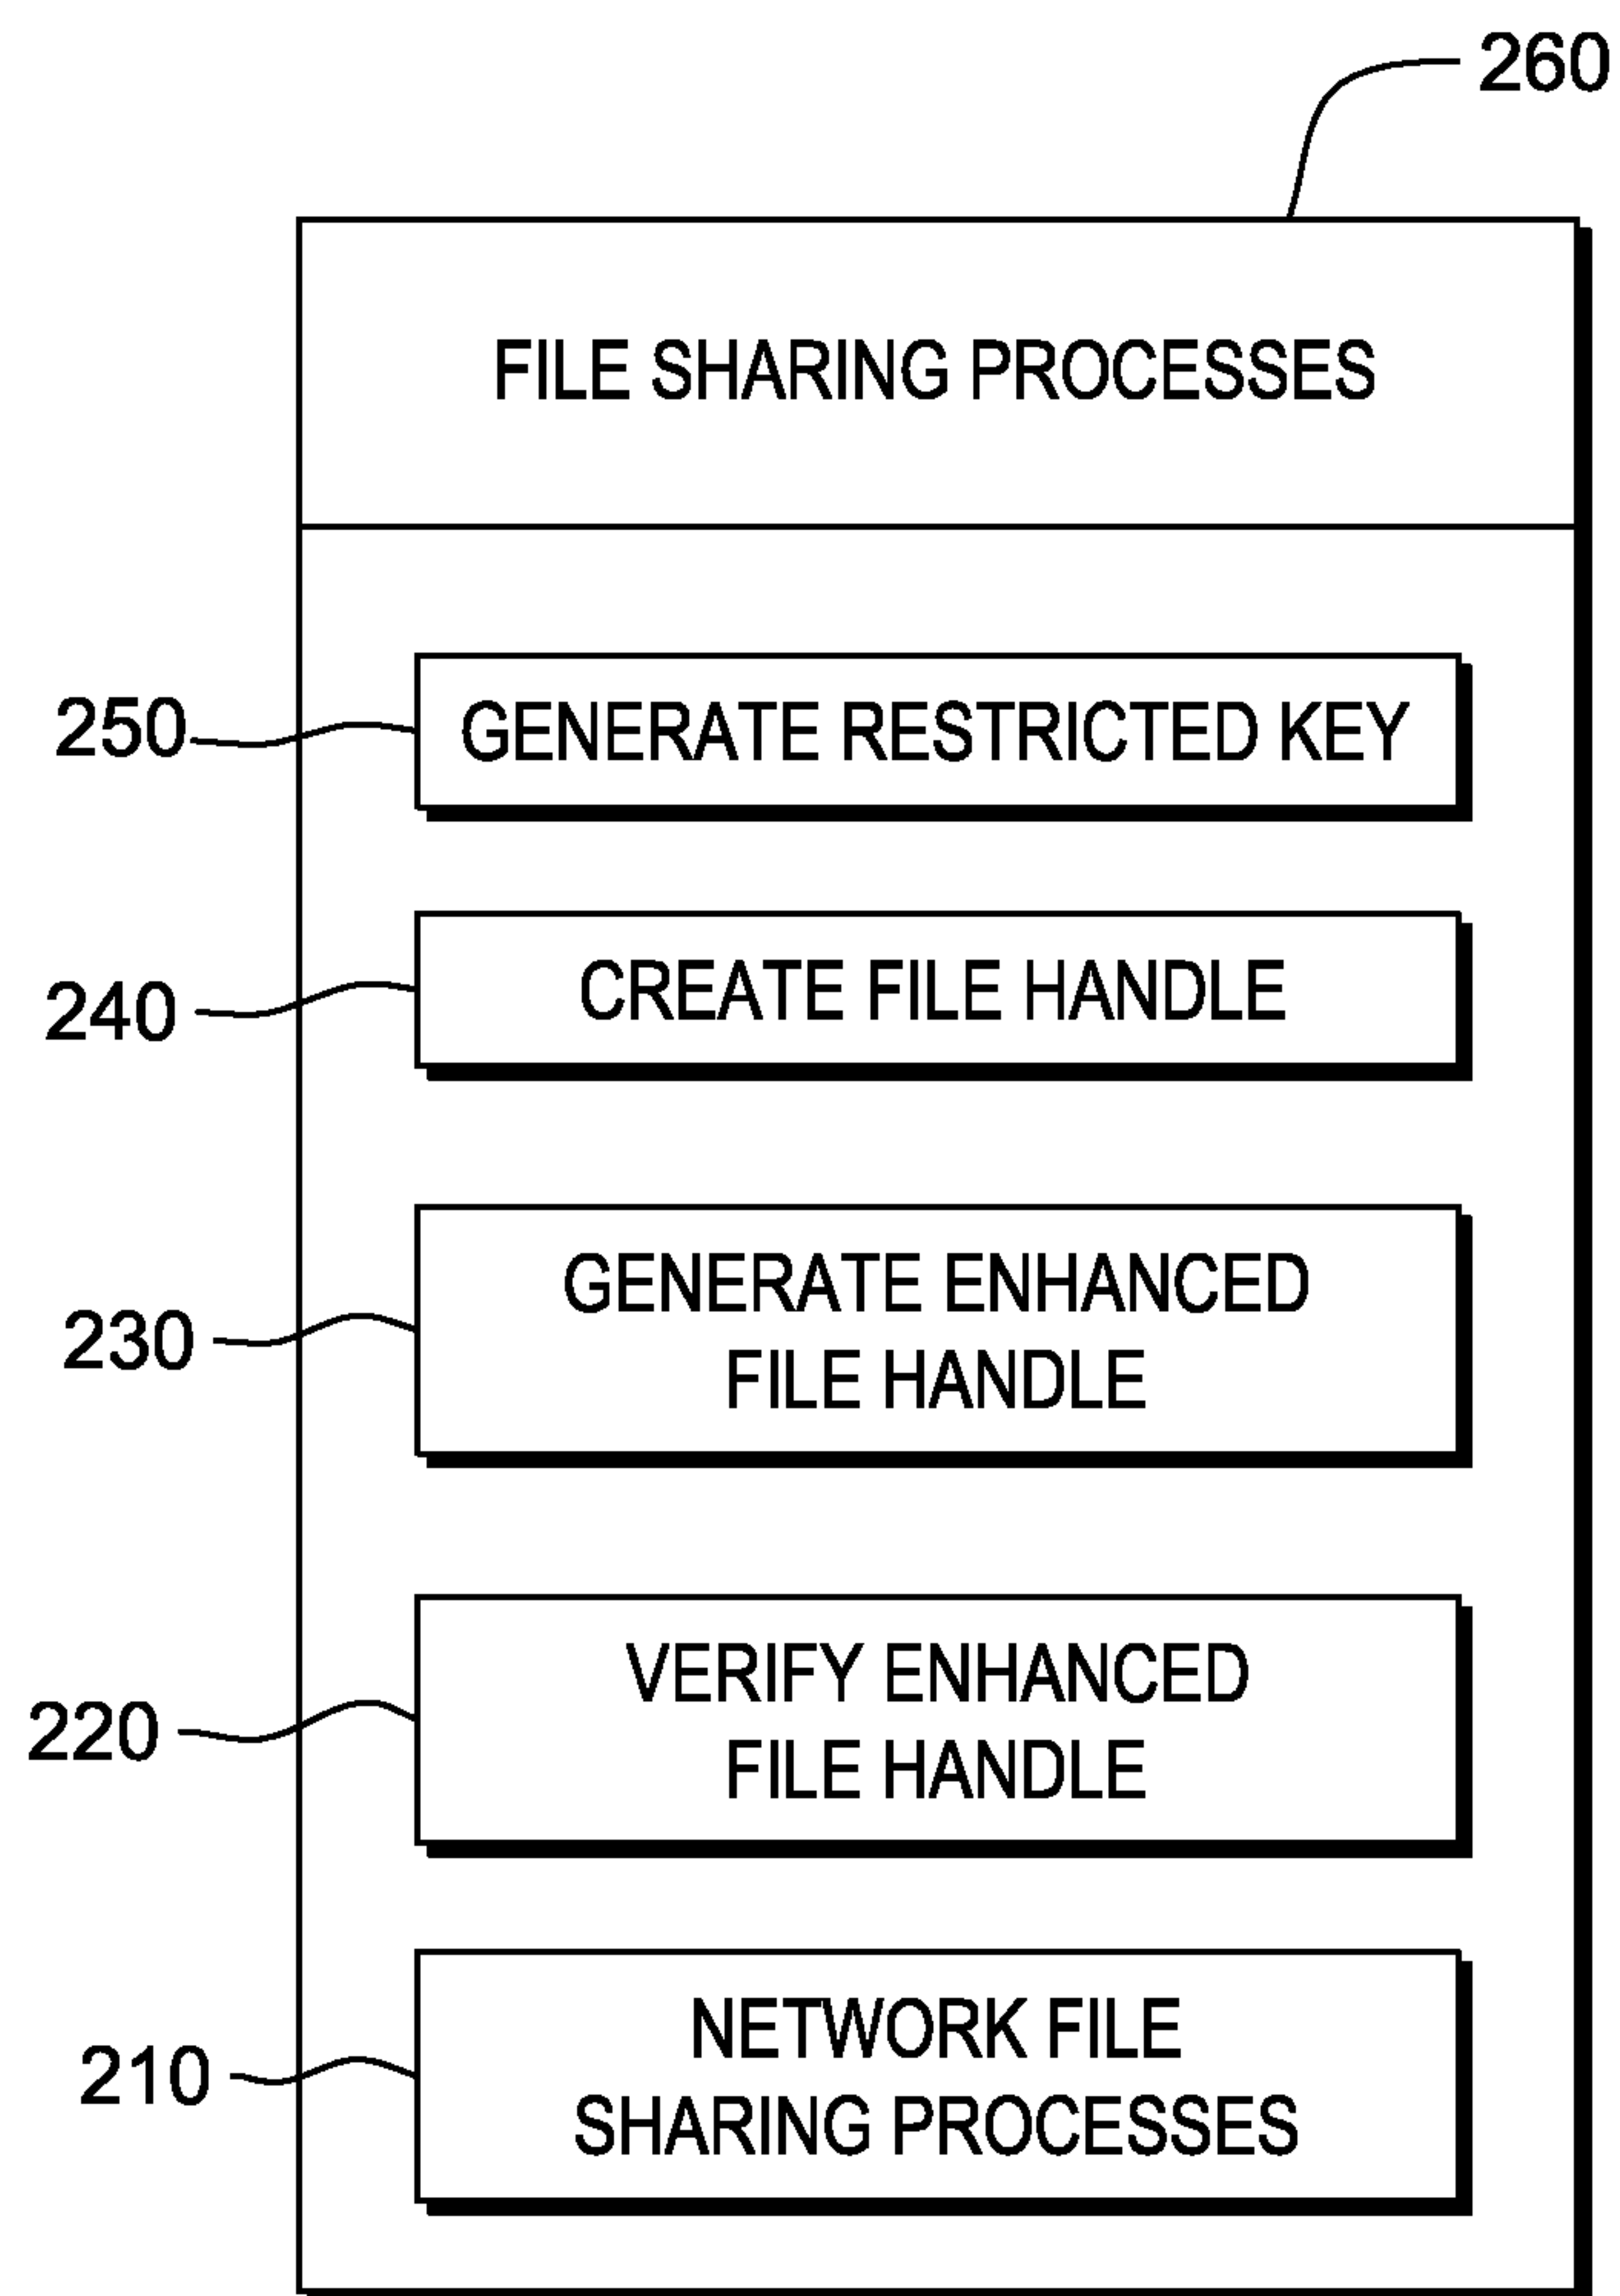 260
FILE SHARING PROCESSES
250
GENERATE RESTRICTED KEY
240
CREATE FILE HANDLE
230
GENERATE ENHANCED
FILE HANDLE
220
VERIFY ENHANCED
FILE HANDLE
210
NETWORK FILE
SHARING PROCESSES